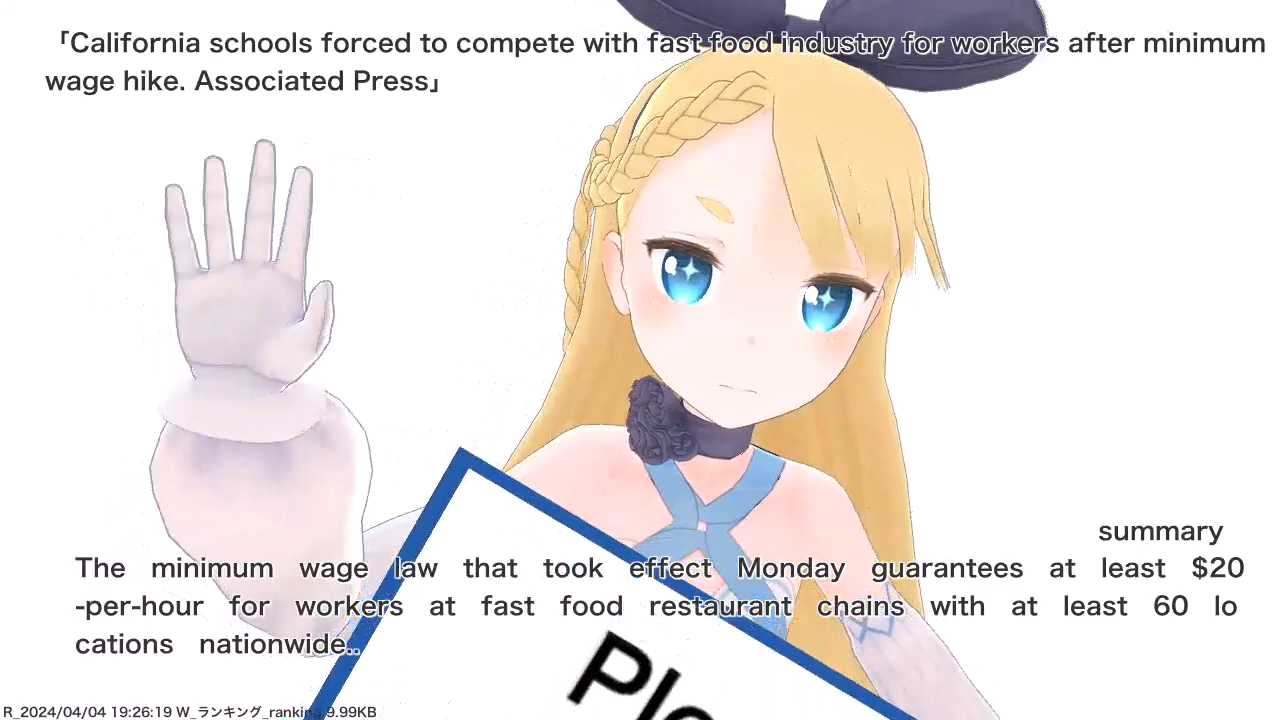 「California schools forced to compete with fast food industry for workers after minimum
wage hike. Associated Press」
summary
The minimum wage law that took effect Monday guarantees at least $20
-per-hour for workers at fast food restaurant chains with at least 60 lo
cations nationwide..
Ple
R_2024/04/04 19:26:19 W_ランキング_ranking 9.99KB